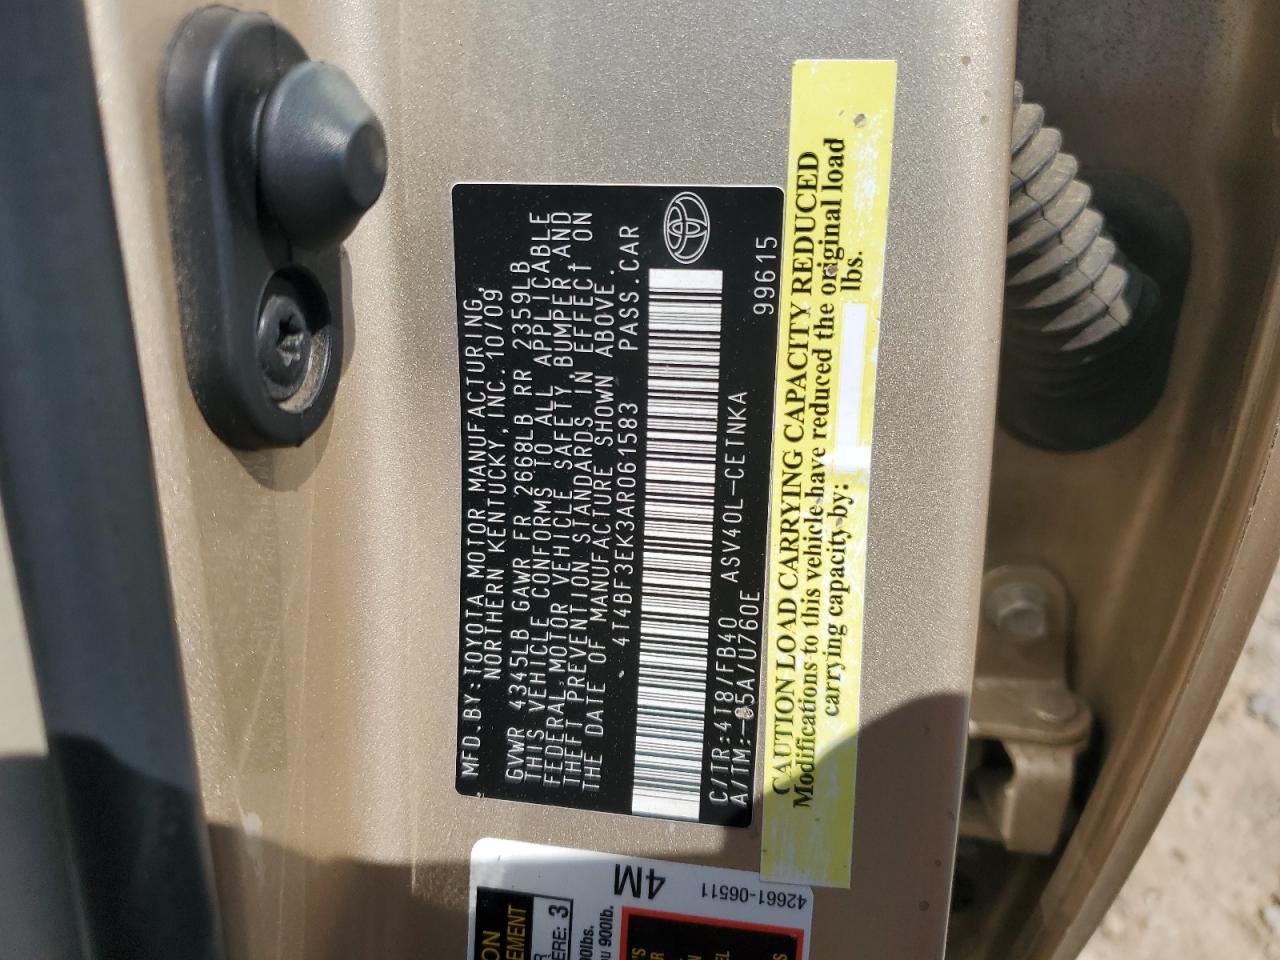 MFD.BY:TOYOTA MOTOR MANUFACTURING,
NORTHERN KENTUCKY, INC. 10/09
GVWR 4345LB GAWR FR 2668LB RR 2359LB
THIS VEHICLE CONFORMS TO ALL APPLICABLE
FEDERAL MOTOR VEHICLE SAFETY, BUMPER AND
THEFT PREVENTION STANDARDS IN EFFECT ON
THE DATE OF MANUFACTURE SHOWN ABOVE.
4T4BF3EK3AR061583 PASS.CAR
C/TR:4T8/FB40 ASV40L-CETNKA 99615
A/TM:-05A/U760E
CAUTION LOAD CARRYING CAPACITY REDUCED
Modifications to this vehicle have reduced the original load
carrying capacity by: lbs.
4M
42661-06511
ERE: 3
900lb.